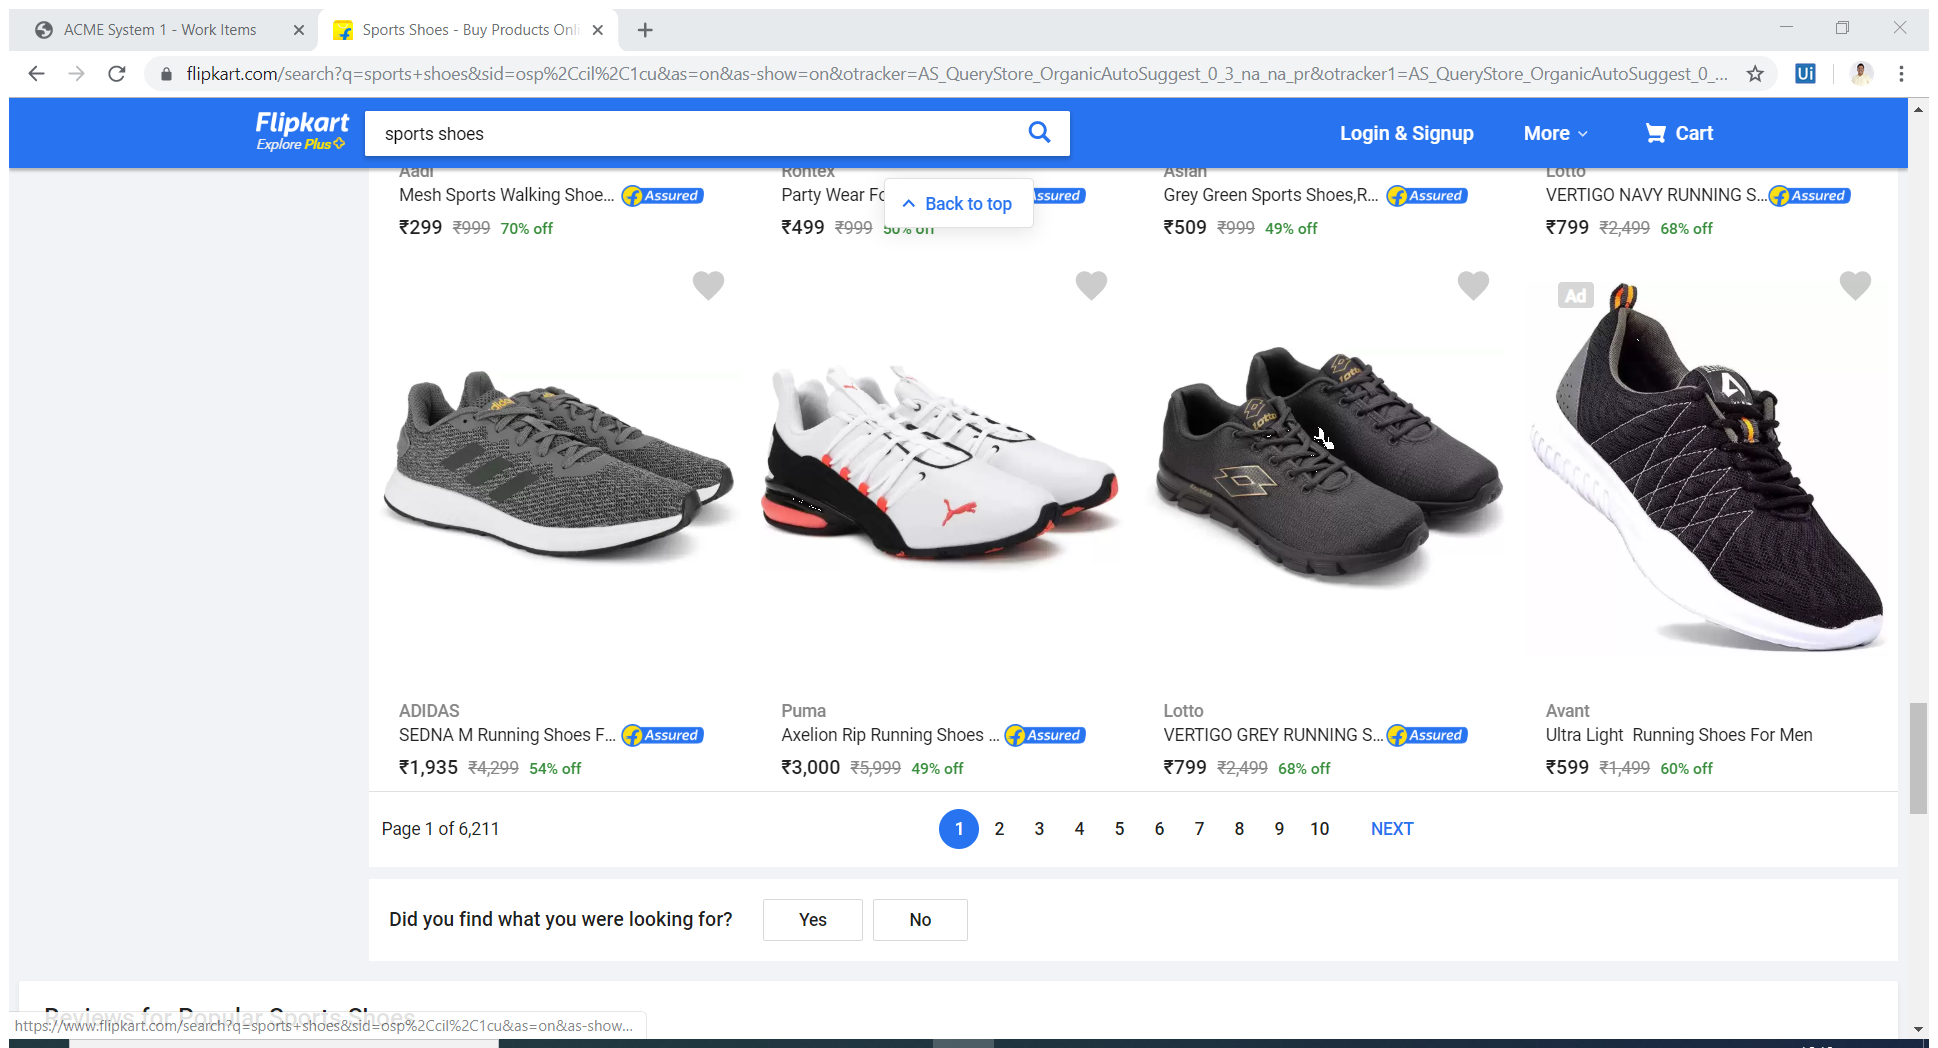 ACME System 1 - Work Items
Sports Shoes - Buy Products Onli
flipkart.com/search?q=sports+shoes&sid=osp%2Ccil%2C1cu&as=on&as-show=on&otracker=AS_QueryStore_OrganicAutoSuggest_0_3_na_na_pr&otracker1=AS_QueryStore_OrganicAutoSuggest_0_...
Ui
Flipkart
Explore Plus
sports shoes
Login & Signup
More
Cart
Aadi
Rontex
Asian
Lotto
Mesh Sports Walking Shoe... Assured
Party Wear Fo
Assured
Grey Green Sports Shoes,R... Assured
VERTIGO NAVY RUNNING S... Assured
Back to top
₹299 ₹999 70% off
₹499 ₹999 50% off
₹509 ₹999 49% off
₹799 ₹2,499 68% off
Ad
adidas
lotto
lotto
ADIDAS
Puma
Lotto
Avant
SEDNA M Running Shoes F... Assured
Axelion Rip Running Shoes ... Assured
VERTIGO GREY RUNNING S... Assured
Ultra Light Running Shoes For Men
₹1,935 ₹4,299 54% off
₹3,000 ₹5,999 49% off
₹799 ₹2,499 68% off
₹599 ₹1,499 60% off
Page 1 of 6,211
1 2 3 4 5 6 7 8 9 10 NEXT
Did you find what you were looking for? Yes No
Reviews for Popular Sports Shoes
https://www.flipkart.com/search?q=sports+shoes&sid=osp%2Ccil%2C1cu&as=on&as-show...